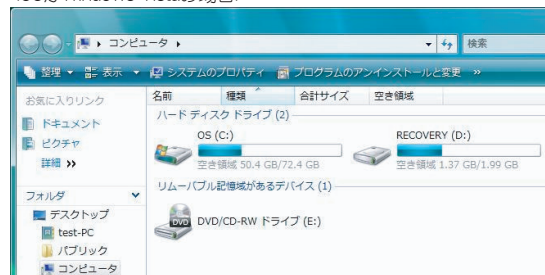 コンピュータ
検索
整理 表示 システムのプロパティ プログラムのアンインストールと変更 »
お気に入りリンク
ドキュメント
ピクチャ
詳細 »
フォルダ
デスクトップ
test-PC
パブリック
コンピュータ
名前 種類 合計サイズ 空き領域
ハード ディスク ドライブ (2)
OS (C:)
空き領域 50.4 GB/72.4 GB
RECOVERY (D:)
空き領域 1.37 GB/1.99 GB
リムーバブル記憶域があるデバイス (1)
DVD
DVD/CD-RW ドライブ (E:)